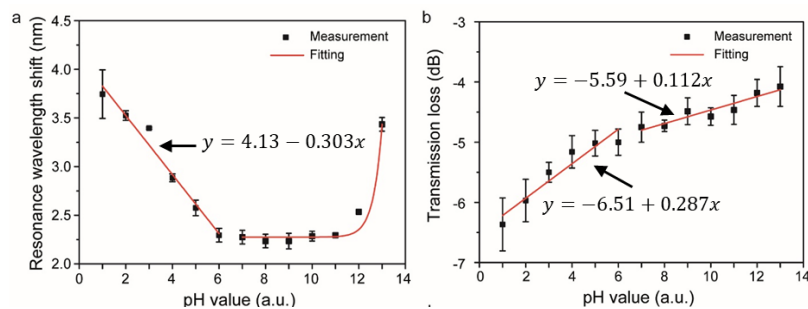 a
4.5
4.0
3.5
3.0
2.5
2.0
0 2 4 6 8 10 12 14
Resonance wavelength shift (nm)
pH value (a.u.)
Measurement
Fitting
y = 4.13 − 0.303x
b
-3
-4
-5
-6
-7
0 2 4 6 8 10 12 14
Transmission loss (dB)
pH value (a.u.)
Measurement
Fitting
y = −5.59 + 0.112x
y = −6.51 + 0.287x
.